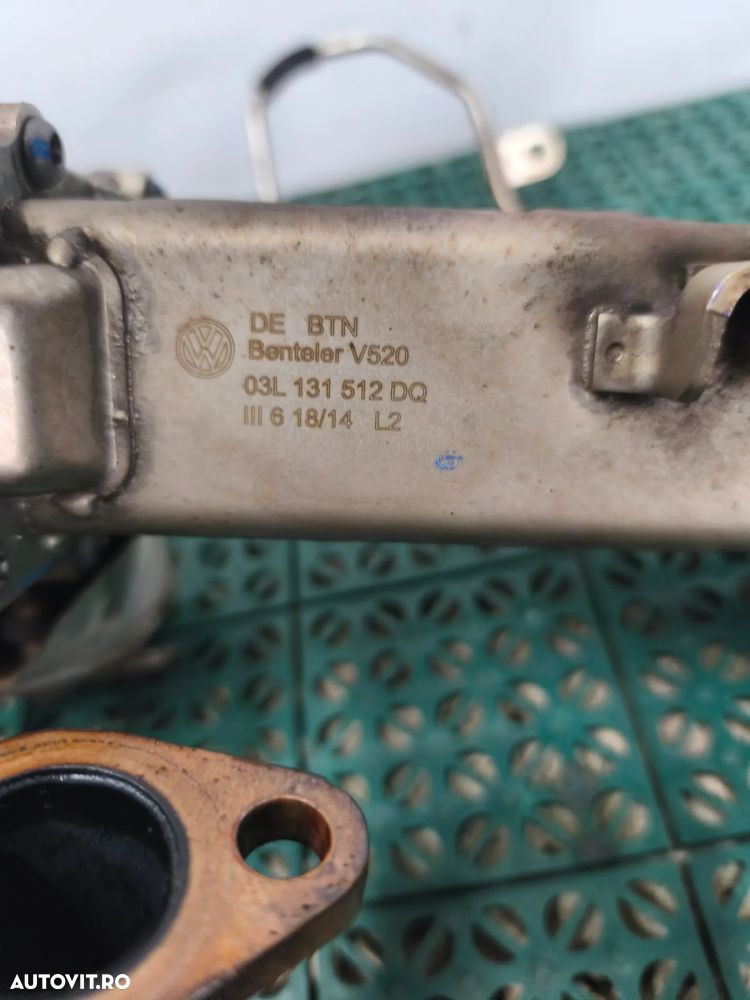 DE BTN
Benteler V520
03L 131 512 DQ
III 6 18/14 L2
AUTOVIT.RO